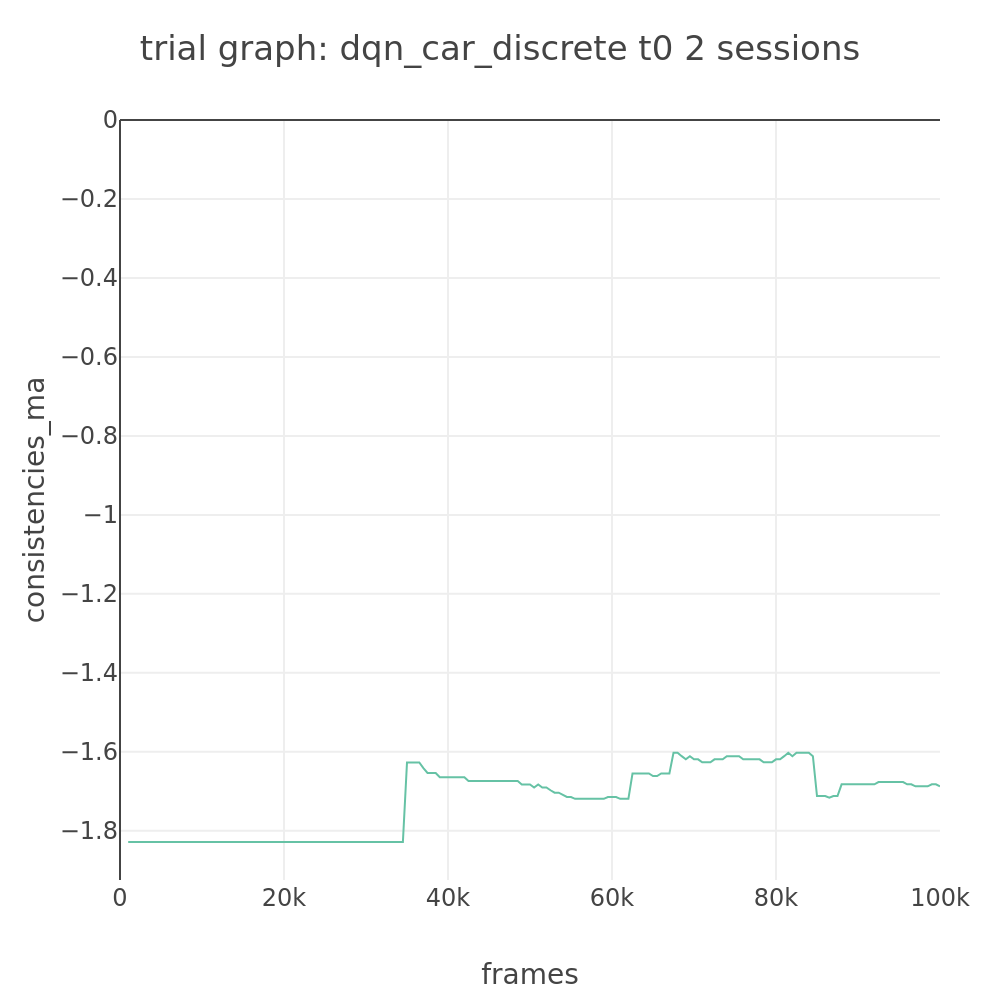 trial graph: dqn_car_discrete t0 2 sessions
0
−0.2
−0.4
−0.6
−0.8
−1
−1.2
−1.4
−1.6
−1.8
consistencies_ma
0 20k 40k 60k 80k 100k
frames